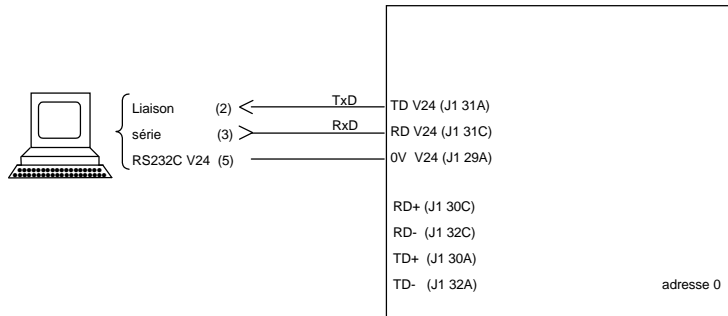 Liaison (2) TxD TD V24 (J1 31A)
série (3) RxD RD V24 (J1 31C)
RS232C V24 (5) 0V V24 (J1 29A)
RD+ (J1 30C)
RD- (J1 32C)
TD+ (J1 30A)
TD- (J1 32A) adresse 0